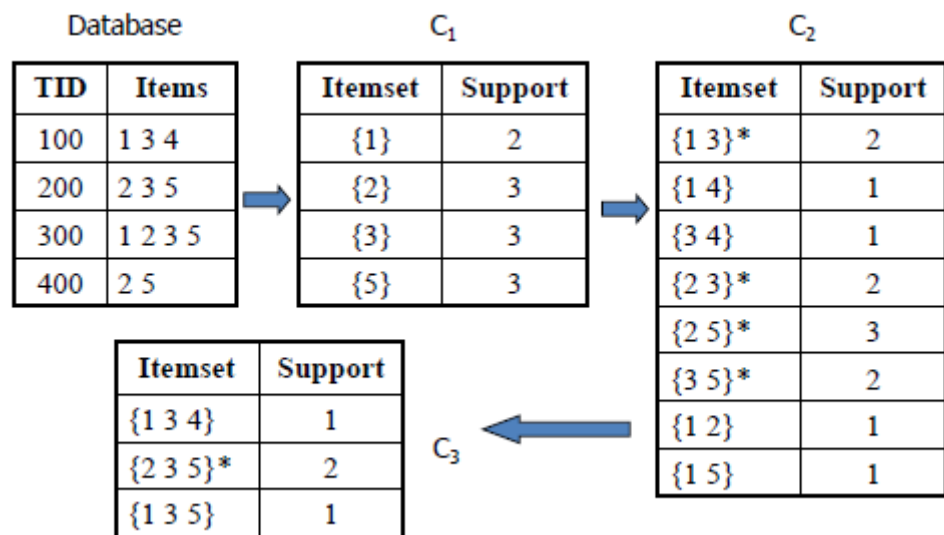 Database
TID Items
100 1 3 4
200 2 3 5
300 1 2 3 5
400 2 5
C1
Itemset Support
{1} 2
{2} 3
{3} 3
{5} 3
C2
Itemset Support
{1 3}* 2
{1 4} 1
{3 4} 1
{2 3}* 2
{2 5}* 3
{3 5}* 2
{1 2} 1
{1 5} 1
C3
Itemset Support
{1 3 4} 1
{2 3 5}* 2
{1 3 5} 1